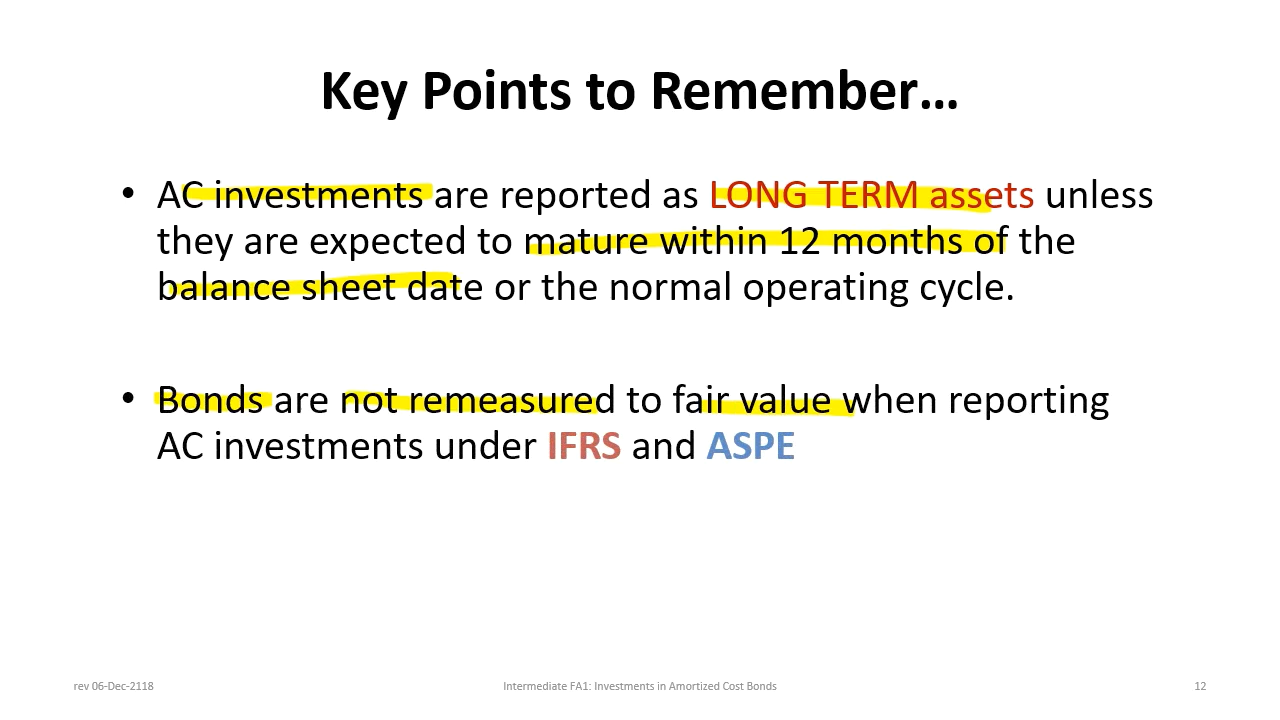 Key Points to Remember...
• AC investments are reported as LONG TERM assets unless
they are expected to mature within 12 months of the
balance sheet date or the normal operating cycle.
• Bonds are not remeasured to fair value when reporting
AC investments under IFRS and ASPE
rev 06-Dec-2118
Intermediate FA1: Investments in Amortized Cost Bonds
12